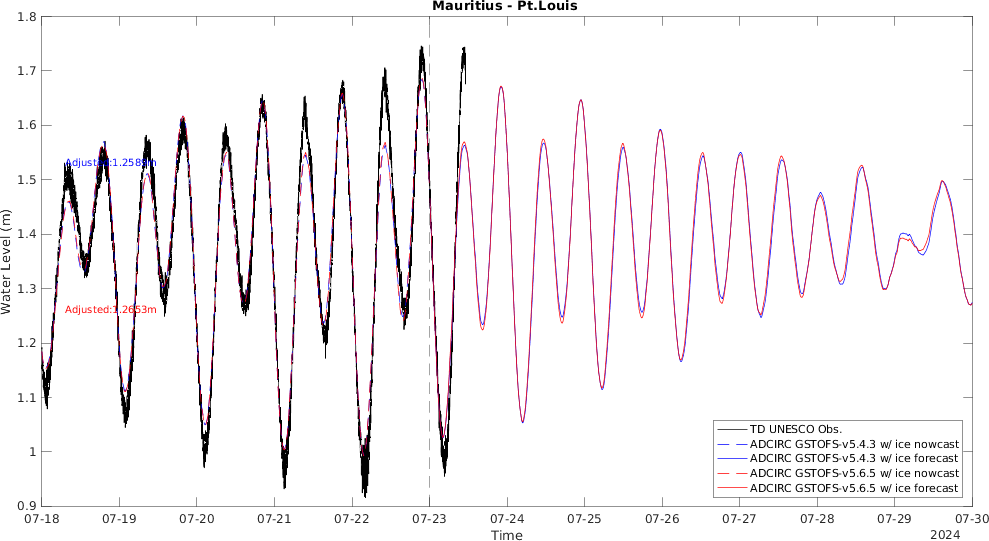 Mauritius - Pt.Louis
1.8
1.7
1.6
1.5
1.4
1.3
1.2
1.1
1
0.9
Water Level (m)
Adjusted:1.2589m
Adjusted:1.2653m
TD UNESCO Obs.
ADCIRC GSTOFS-v5.4.3 w/ ice nowcast
ADCIRC GSTOFS-v5.4.3 w/ ice forecast
ADCIRC GSTOFS-v5.6.5 w/ ice nowcast
ADCIRC GSTOFS-v5.6.5 w/ ice forecast
07-18 07-19 07-20 07-21 07-22 07-23 07-24 07-25 07-26 07-27 07-28 07-29 07-30
Time
2024